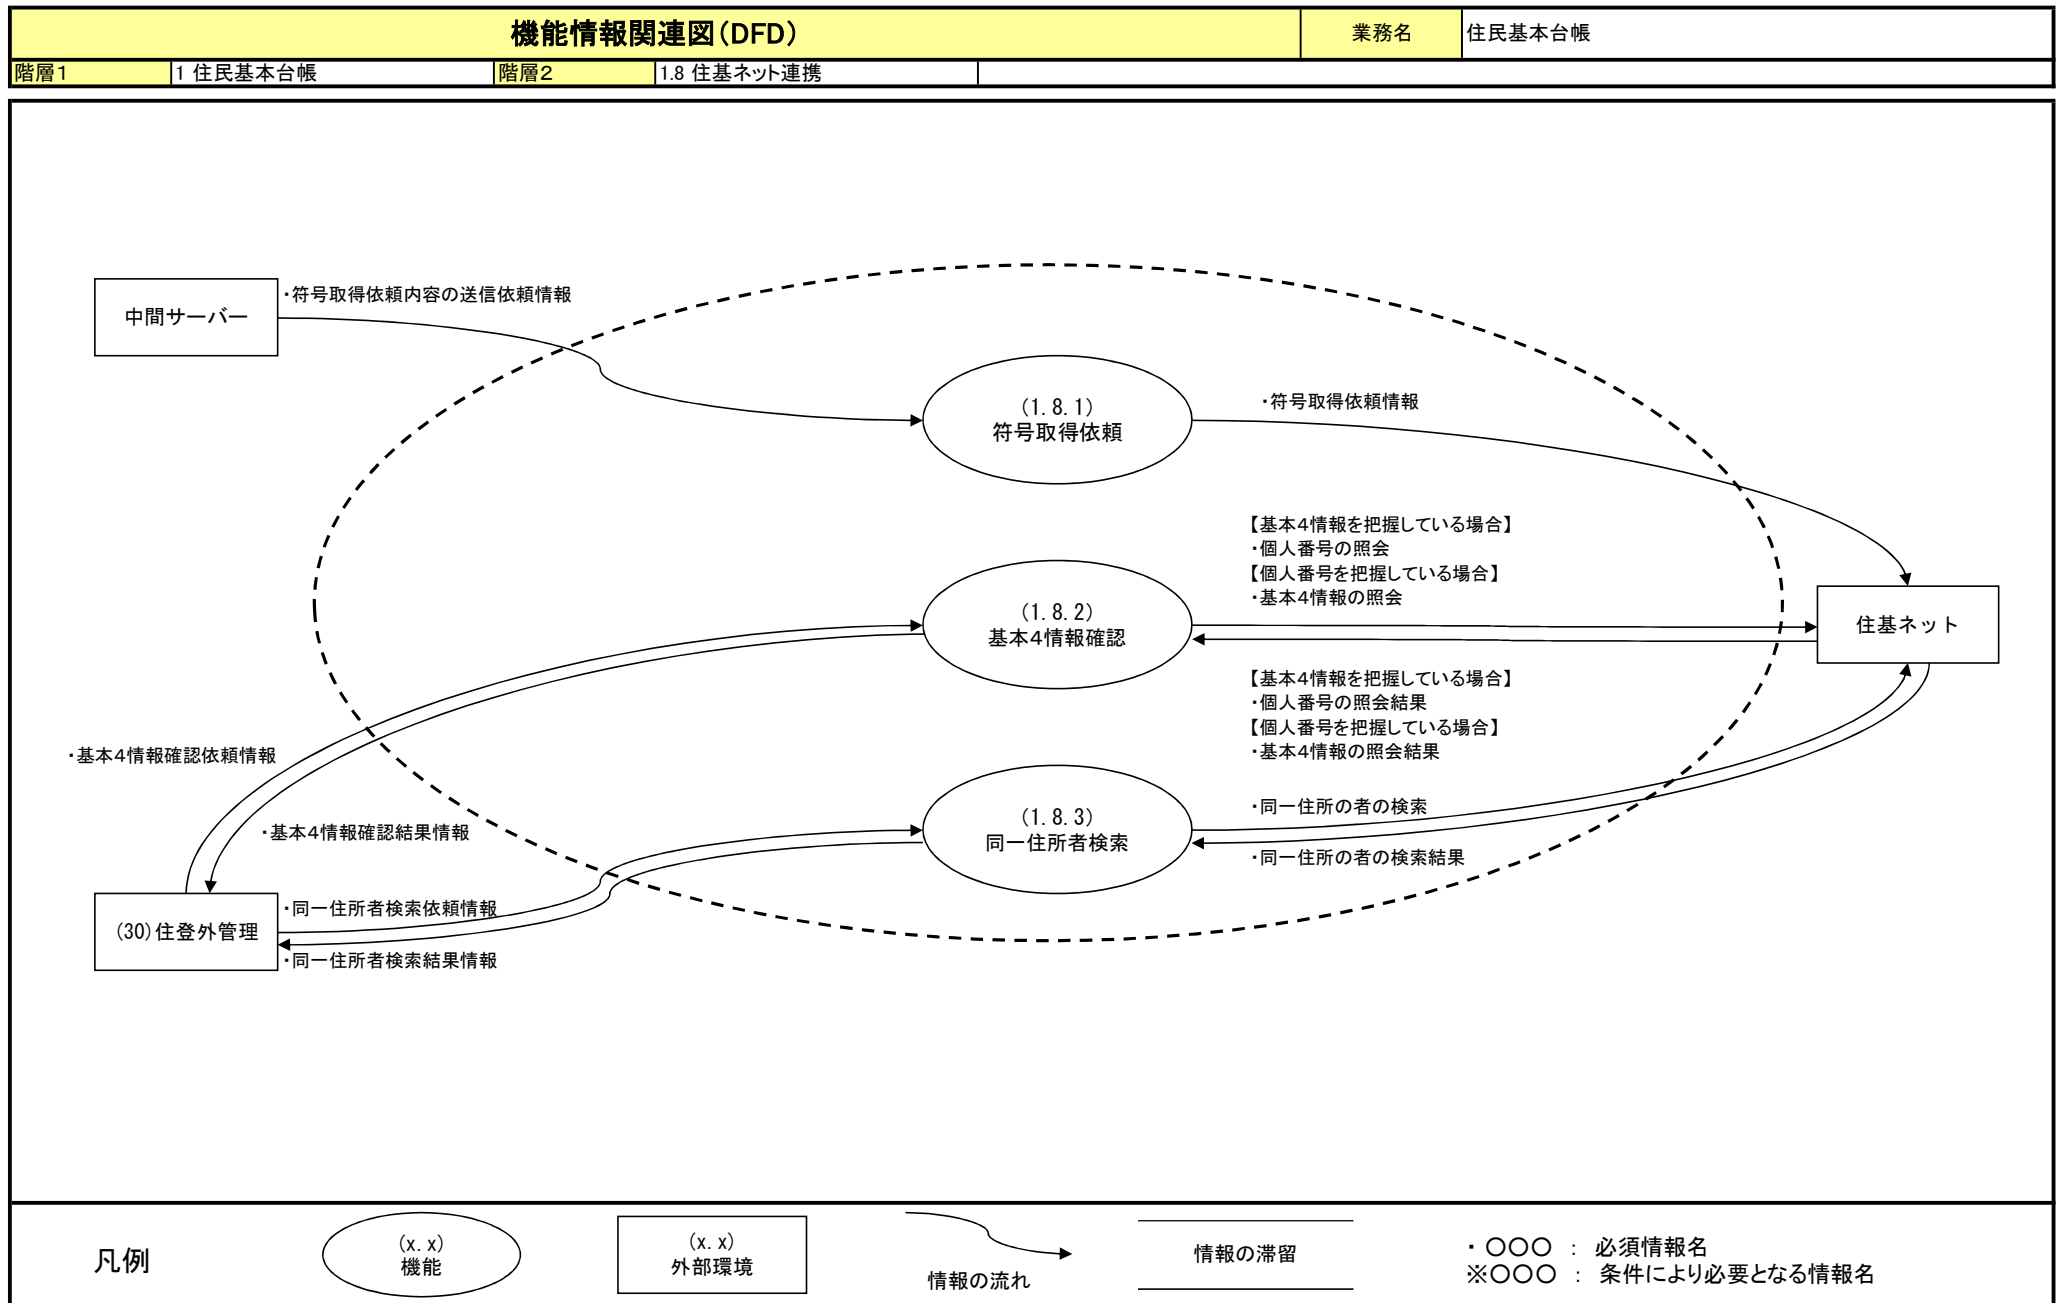 機能情報関連図(DFD)
業務名
住民基本台帳
階層1
1 住民基本台帳
階層2
1.8 住基ネット連携
中間サーバー
・符号取得依頼内容の送信依頼情報
(1.8.1)
符号取得依頼
・符号取得依頼情報
【基本4情報を把握している場合】
・個人番号の照会
【個人番号を把握している場合】
・基本4情報の照会
(1.8.2)
基本4情報確認
住基ネット
【基本4情報を把握している場合】
・個人番号の照会結果
【個人番号を把握している場合】
・基本4情報の照会結果
・基本4情報確認依頼情報
・基本4情報確認結果情報
(1.8.3)
同一住所者検索
・同一住所の者の検索
・同一住所の者の検索結果
(30)住登外管理
・同一住所者検索依頼情報
・同一住所者検索結果情報
凡例
(x.x)
機能
(x.x)
外部環境
情報の流れ
情報の滞留
・ ○○○ : 必須情報名
※○○○ : 条件により必要となる情報名